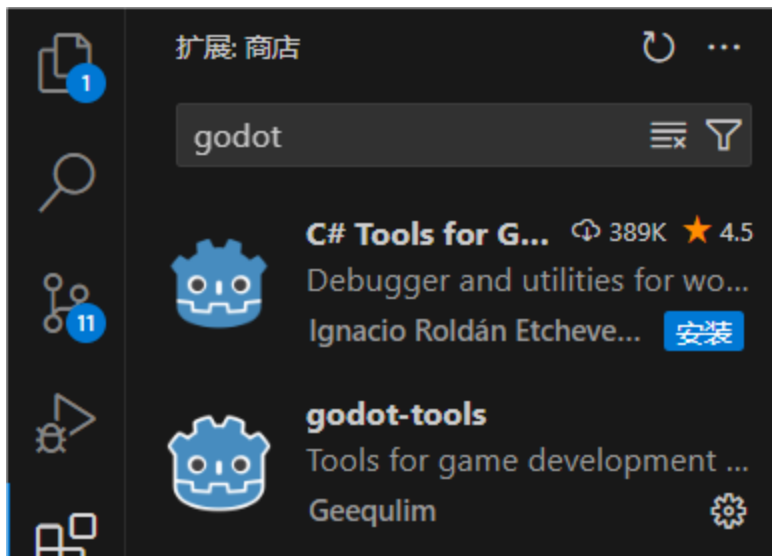 扩展: 商店
1
godot
C# Tools for G... 389K 4.5
Debugger and utilities for wo...
Ignacio Roldán Etcheve... 安装
11
godot-tools
Tools for game development ...
Geequlim